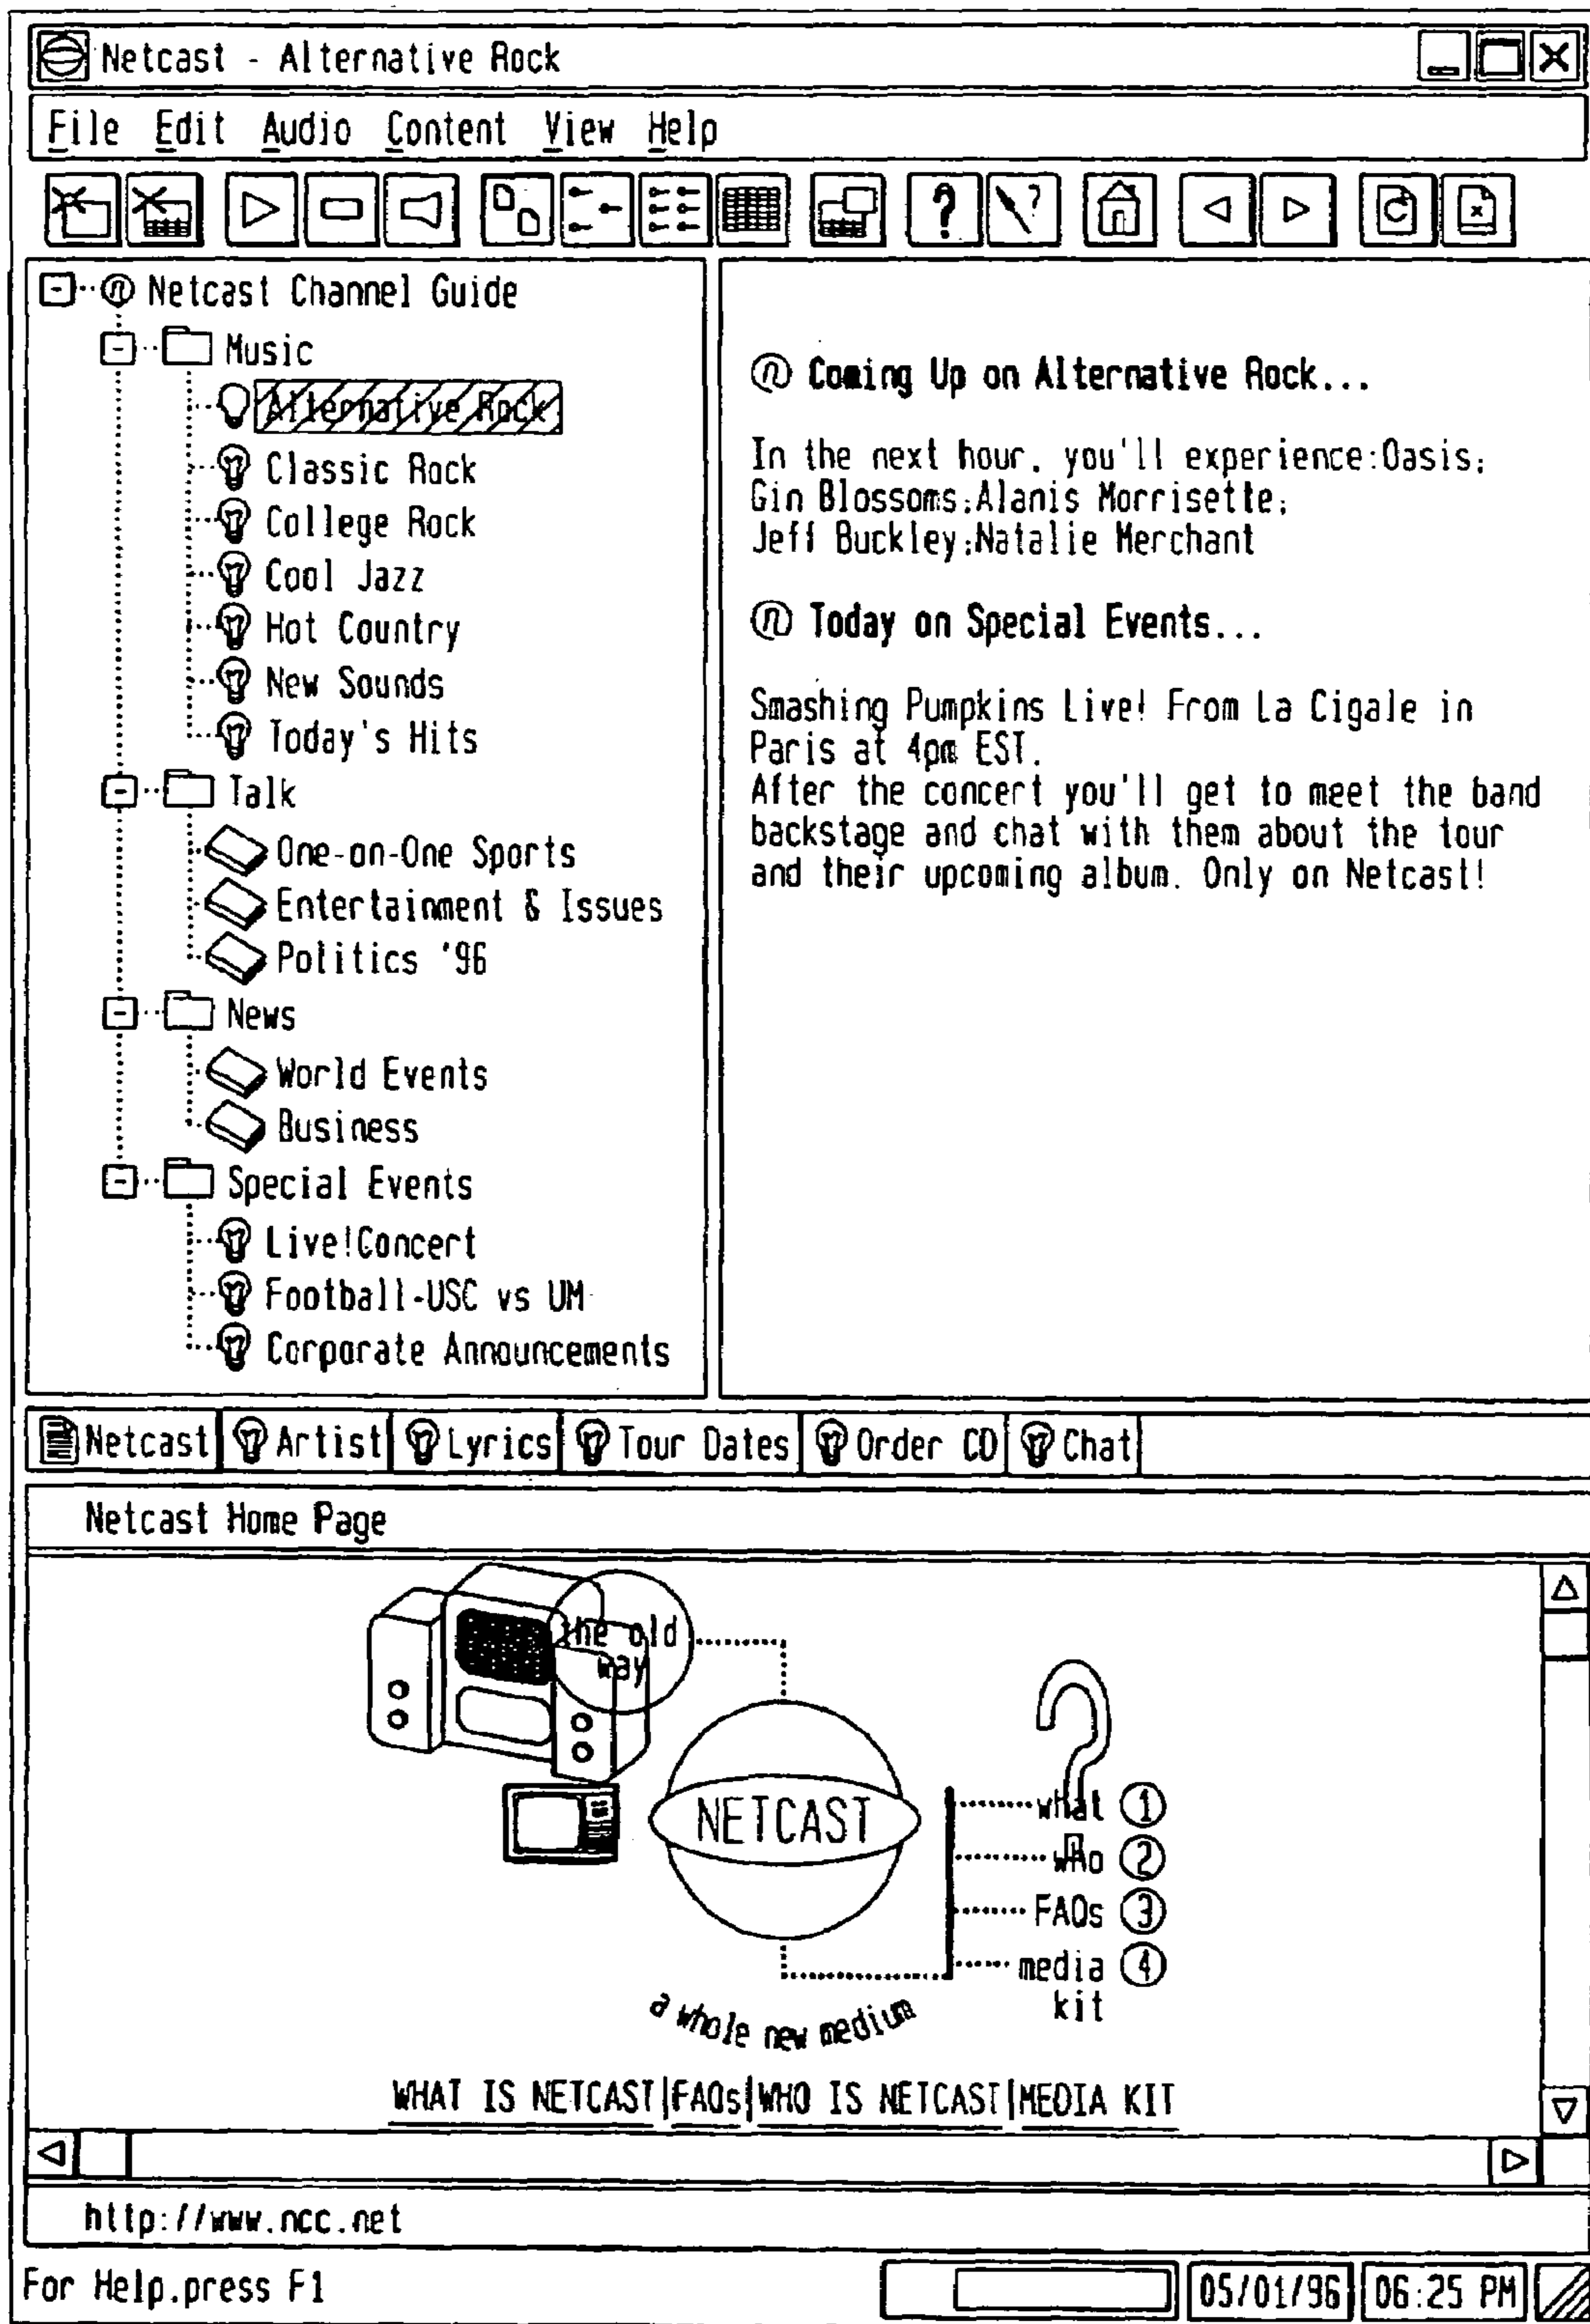 Netcast - Alternative Rock
File Edit Audio Content View Help
Netcast Channel Guide
Music
Alternative Rock
Classic Rock
College Rock
Cool Jazz
Hot Country
New Sounds
Today's Hits
Talk
One-on-One Sports
Entertainment & Issues
Politics '96
News
World Events
Business
Special Events
Live!Concert
Football-USC vs UM
Corporate Announcements
Coming Up on Alternative Rock...
In the next hour, you'll experience:Oasis;
Gin Blossoms;Alanis Morrisette;
Jeff Buckley;Natalie Merchant
Today on Special Events...
Smashing Pumpkins Live! From La Cigale in
Paris at 4pm EST.
After the concert you'll get to meet the band
backstage and chat with them about the tour
and their upcoming album. Only on Netcast!
Netcast Artist Lyrics Tour Dates Order CD Chat
Netcast Home Page
the old
way
NETCAST
what 1
who 2
FAQs 3
media 4
kit
a whole new medium
WHAT IS NETCAST|FAQs|WHO IS NETCAST|MEDIA KIT
http://www.ncc.net
For Help.press F1 05/01/96 06:25 PM